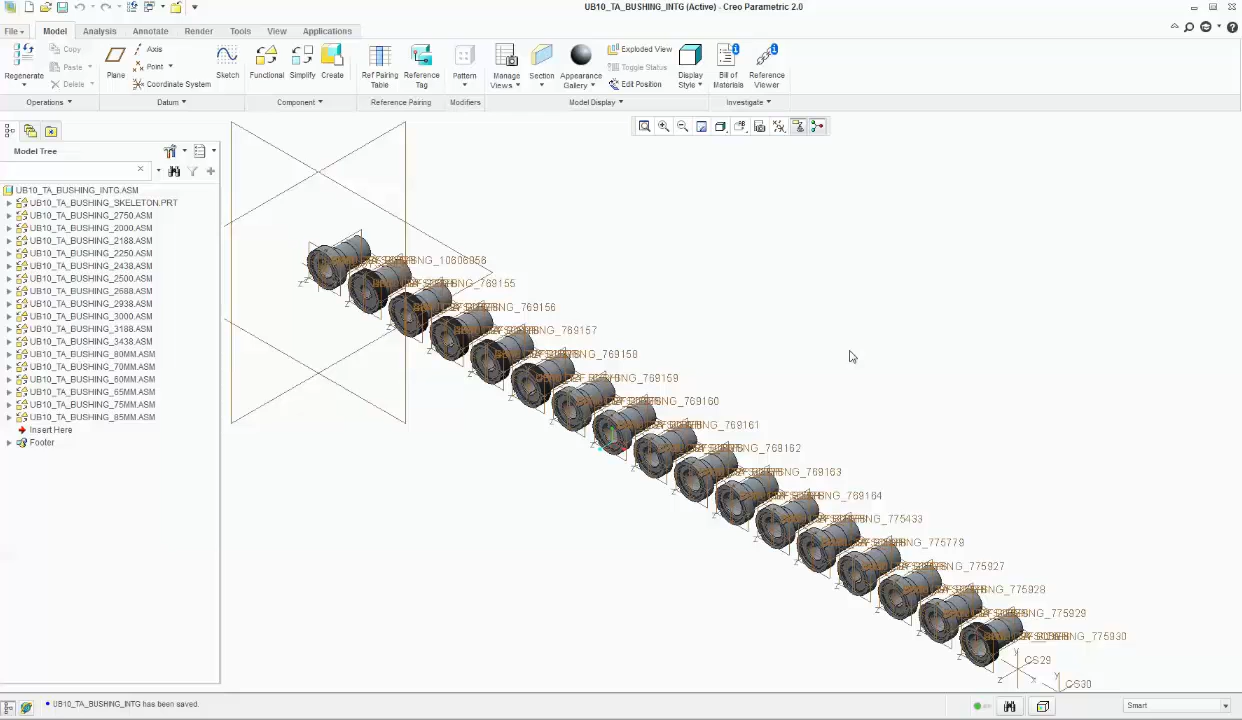 UB10_TA_BUSHING_INTG (Active) - Creo Parametric 2.0
File
Model
Analysis
Annotate
Render
Tools
View
Applications
Regenerate
Copy
Paste
Delete
Operations
Plane
Axis
Point
Coordinate System
Sketch
Datum
Functional
Simplify
Create
Component
Ref Pairing Table
Reference Tag
Reference Pairing
Pattern
Modifiers
Manage Views
Section
Appearance Gallery
Exploded View
Toggle Status
Edit Position
Display Style
Model Display
Bill of Materials
Reference Viewer
Investigate
Model Tree
UB10_TA_BUSHING_INTG.ASM
UB10_TA_BUSHING_SKELETON.PRT
UB10_TA_BUSHING_2750.ASM
UB10_TA_BUSHING_2000.ASM
UB10_TA_BUSHING_2188.ASM
UB10_TA_BUSHING_2250.ASM
UB10_TA_BUSHING_2438.ASM
UB10_TA_BUSHING_2500.ASM
UB10_TA_BUSHING_2688.ASM
UB10_TA_BUSHING_2938.ASM
UB10_TA_BUSHING_3000.ASM
UB10_TA_BUSHING_3188.ASM
UB10_TA_BUSHING_3438.ASM
UB10_TA_BUSHING_80MM.ASM
UB10_TA_BUSHING_70MM.ASM
UB10_TA_BUSHING_60MM.ASM
UB10_TA_BUSHING_65MM.ASM
UB10_TA_BUSHING_75MM.ASM
UB10_TA_BUSHING_85MM.ASM
Insert Here
Footer
CS29
CS30
UB10_TA_BUSHING_INTG has been saved.
Smart